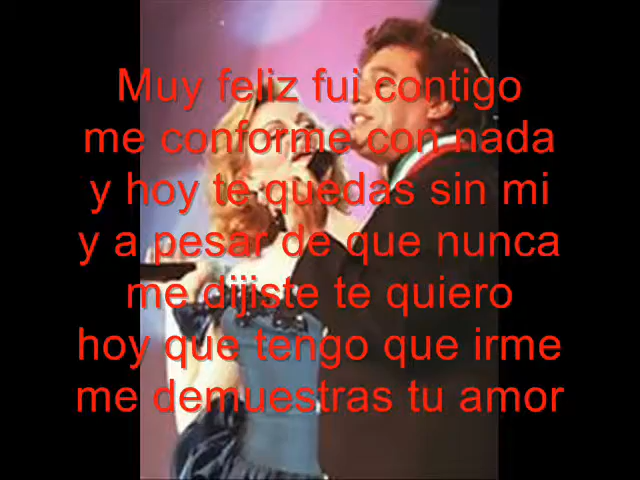 Muy feliz fui contigo
me conforme con nada
y hoy te quedas sin mi
y a pesar de que nunca
me dijiste te quiero
hoy que tengo que irme
me demuestras tu amor